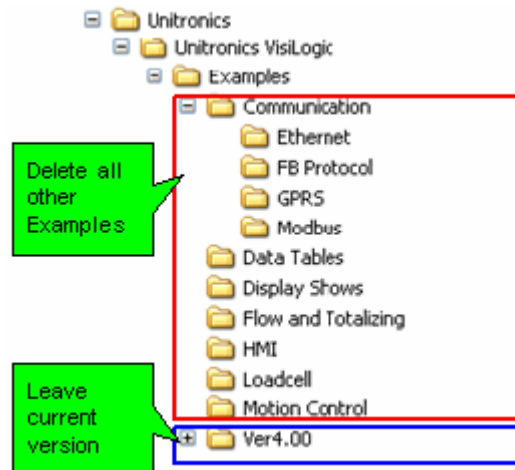 Unitronics
Unitronics VisiLogic
Examples
Communication
Ethernet
FB Protocol
GPRS
Modbus
Data Tables
Display Shows
Flow and Totalizing
HMI
Loadcell
Motion Control
Ver4.00
Delete all
other
Examples
Leave
current
version